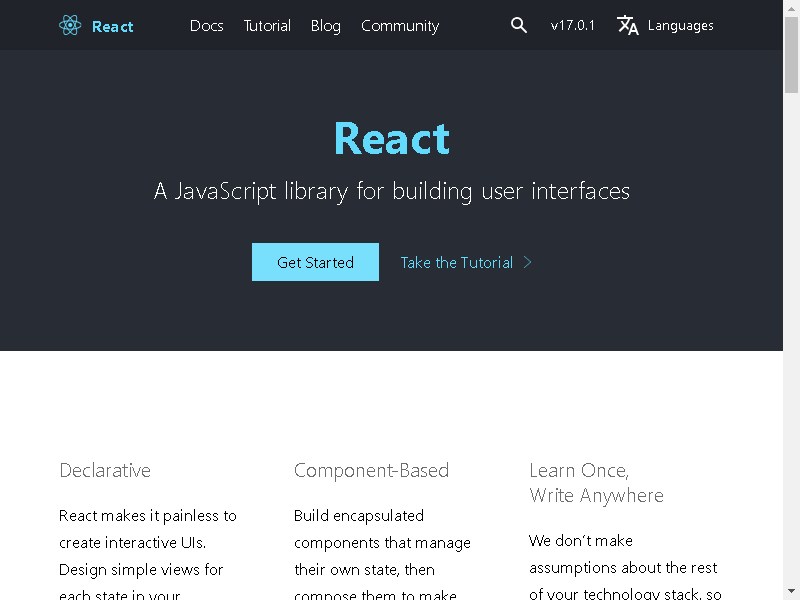 React Docs Tutorial Blog Community v17.0.1 Languages
React
A JavaScript library for building user interfaces
Get Started Take the Tutorial
Declarative
React makes it painless to
create interactive UIs.
Design simple views for
each state in your
Component-Based
Build encapsulated
components that manage
their own state, then
compose them to make
Learn Once,
Write Anywhere
We don’t make
assumptions about the rest
of your technology stack, so